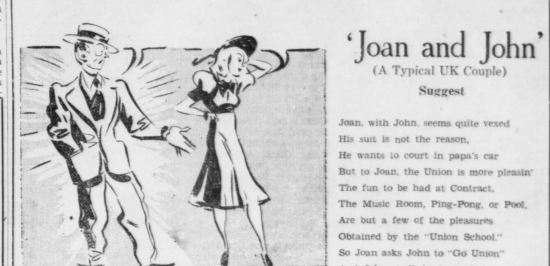 'Joan and John'
(A Typical UK Couple)
Suggest
Joan, with John, seems quite vexed
His suit is not the reason,
He wants to court in papa's car
But to Joan, the Union is more pleasin'
The fun to be had at Contract,
The Music Room, Ping-Pong, or Pool,
Are but a few of the pleasures
Obtained by the "Union School."
So Joan asks John to "Go Union"